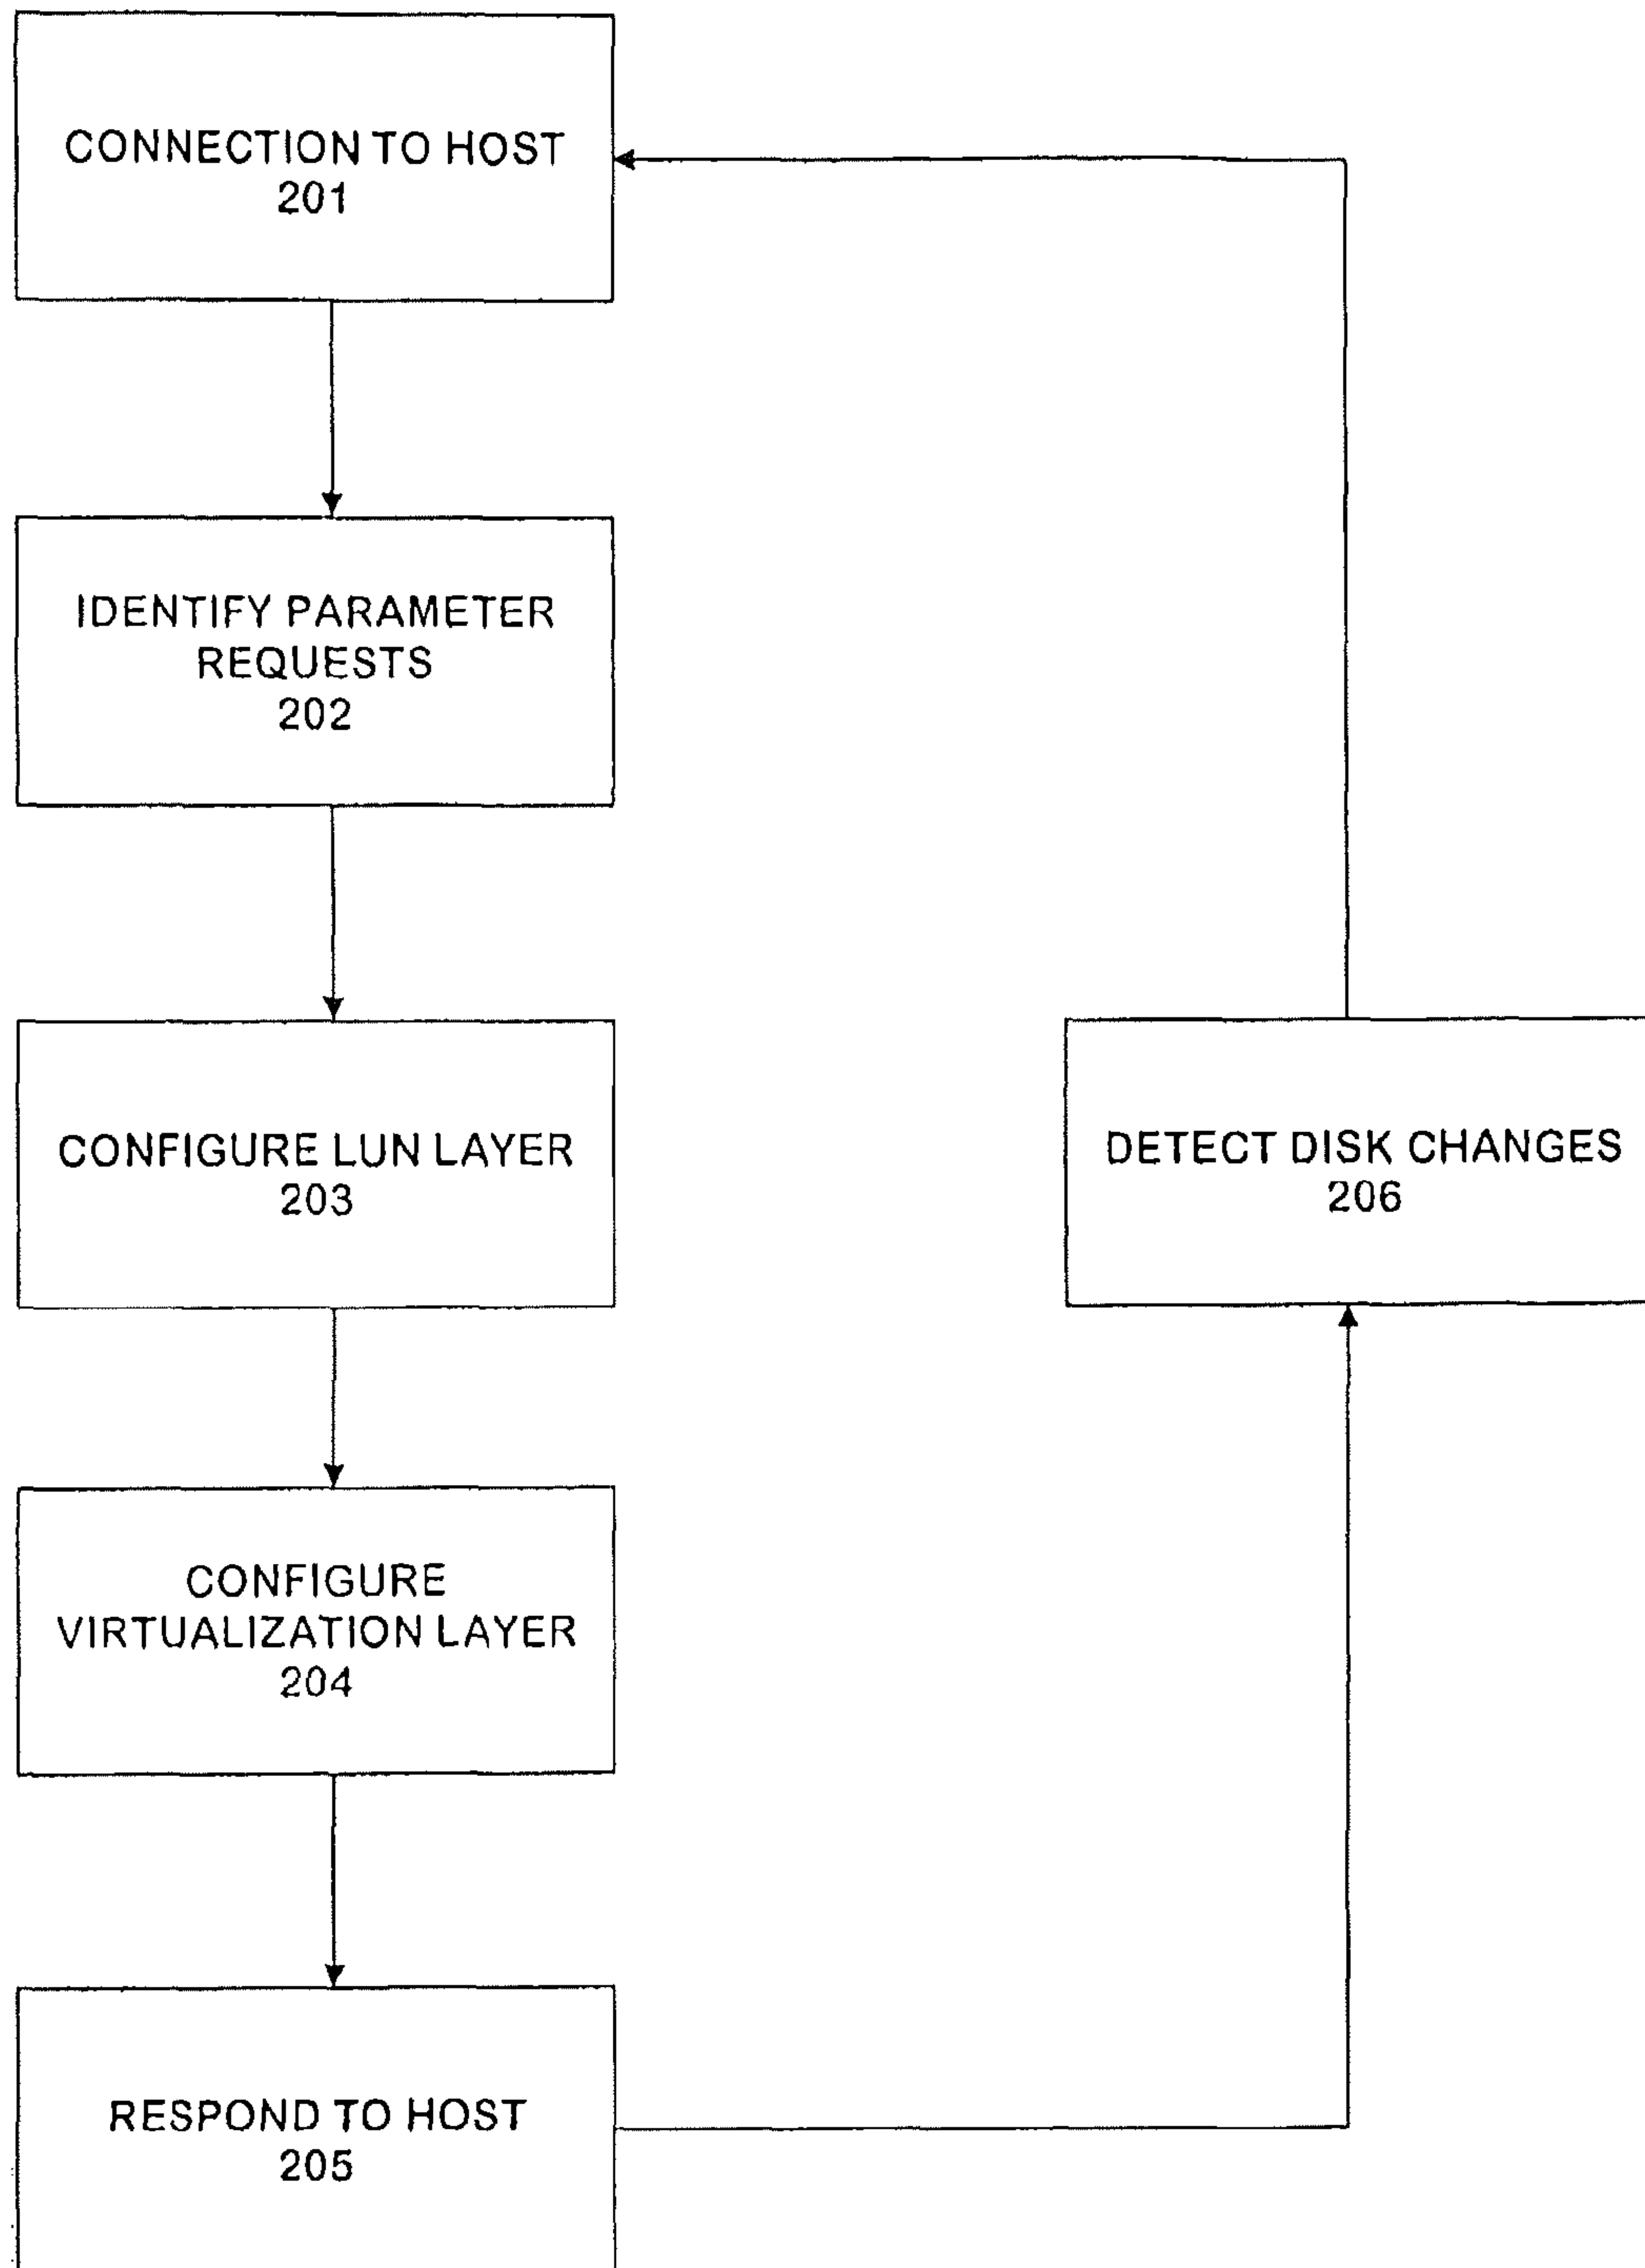 CONNECTION TO HOST
201
IDENTIFY PARAMETER
REQUESTS
202
CONFIGURE LUN LAYER
203
DETECT DISK CHANGES
206
CONFIGURE
VIRTUALIZATION LAYER
204
RESPOND TO HOST
205